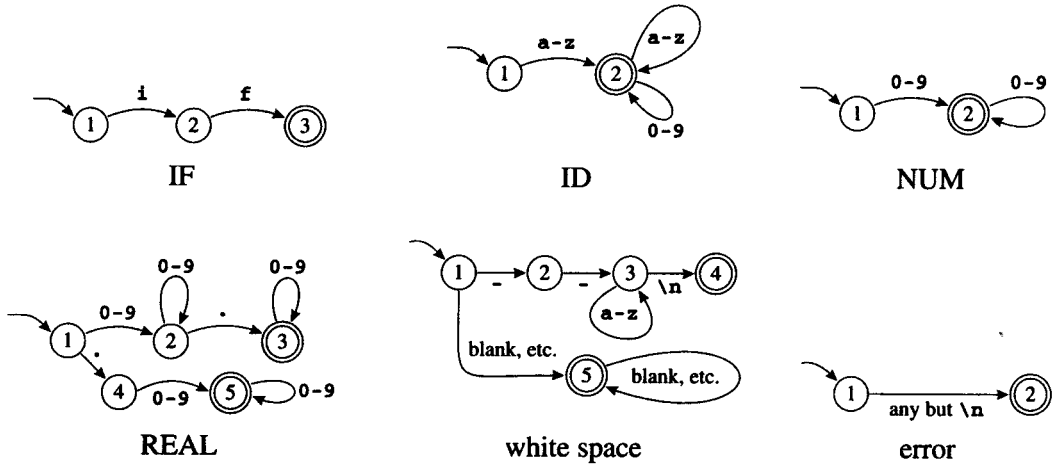 i f
1 2 3
IF
a-z a-z
1 2
0-9
ID
0-9 0-9
1 2
NUM
0-9 0-9
0-9 .
1 2 3
.
4 0-9 5 0-9
REAL
1 - 2 - 3 \n 4
a-z
blank, etc.
5 blank, etc.
white space
1 2
any but \n
error